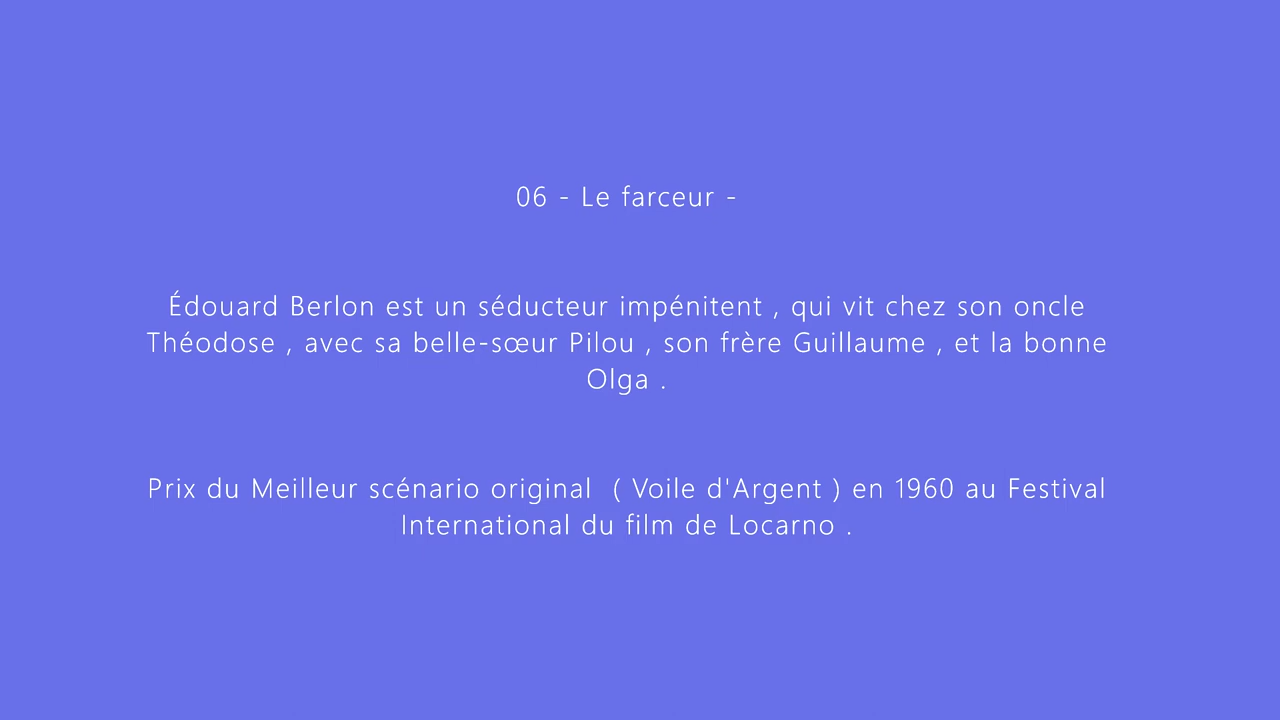 06 - Le farceur -
Édouard Berlon est un séducteur impénitent , qui vit chez son oncle
Théodose , avec sa belle-sœur Pilou , son frère Guillaume , et la bonne
Olga .
Prix du Meilleur scénario original  ( Voile d'Argent ) en 1960 au Festival
International du film de Locarno .